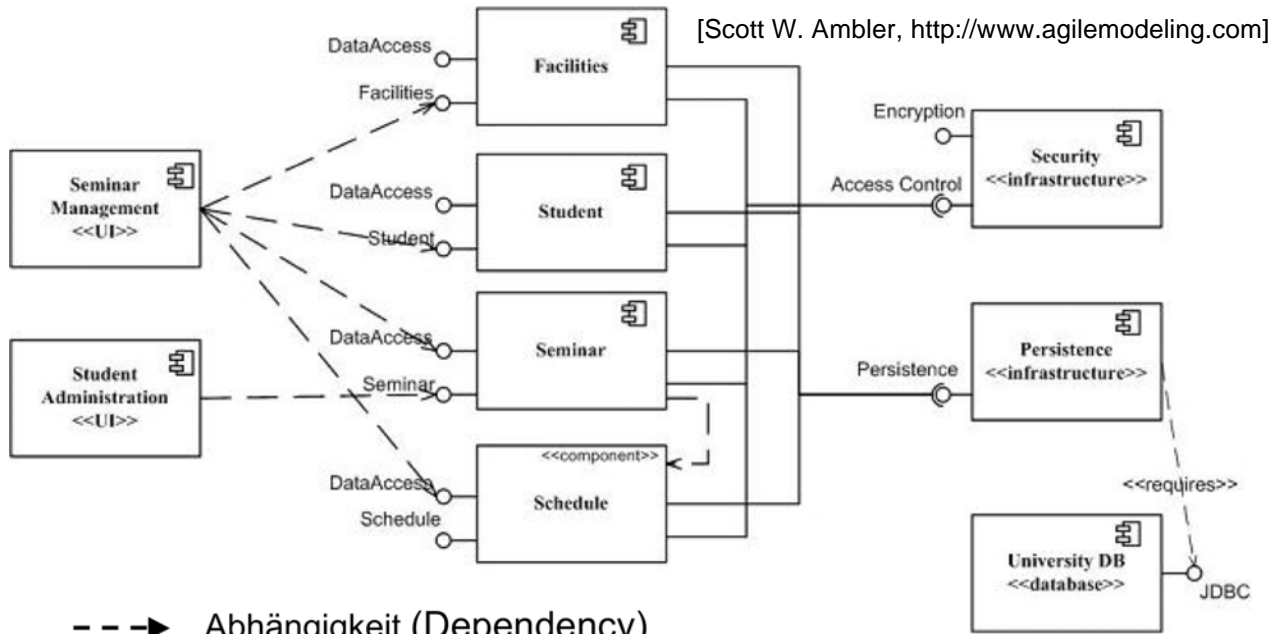 [Scott W. Ambler, http://www.agilemodeling.com]
DataAccess
Facilities
Facilities
Encryption
Security
<<infrastructure>>
Access Control
Seminar
Management
<<UI>>
DataAccess
Student
Student
DataAccess
Seminar
Seminar
Student
Administration
<<UI>>
Persistence
Persistence
<<infrastructure>>
<<component>>
Schedule
DataAccess
Schedule
<<requires>>
University DB
<<database>>
JDBC
Abhängigkeit (Dependency)